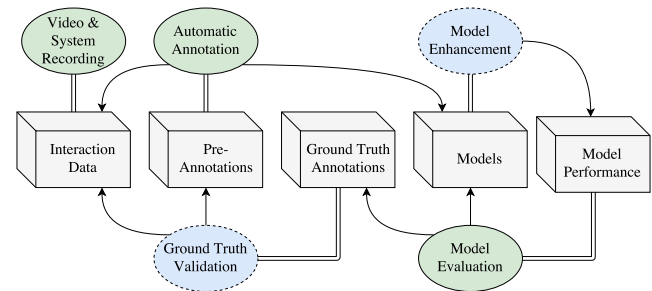 Video &
System
Recording
Automatic
Annotation
Model
Enhancement
Interaction
Data
Pre-
Annotations
Ground Truth
Annotations
Models
Model
Performance
Ground Truth
Validation
Model
Evaluation